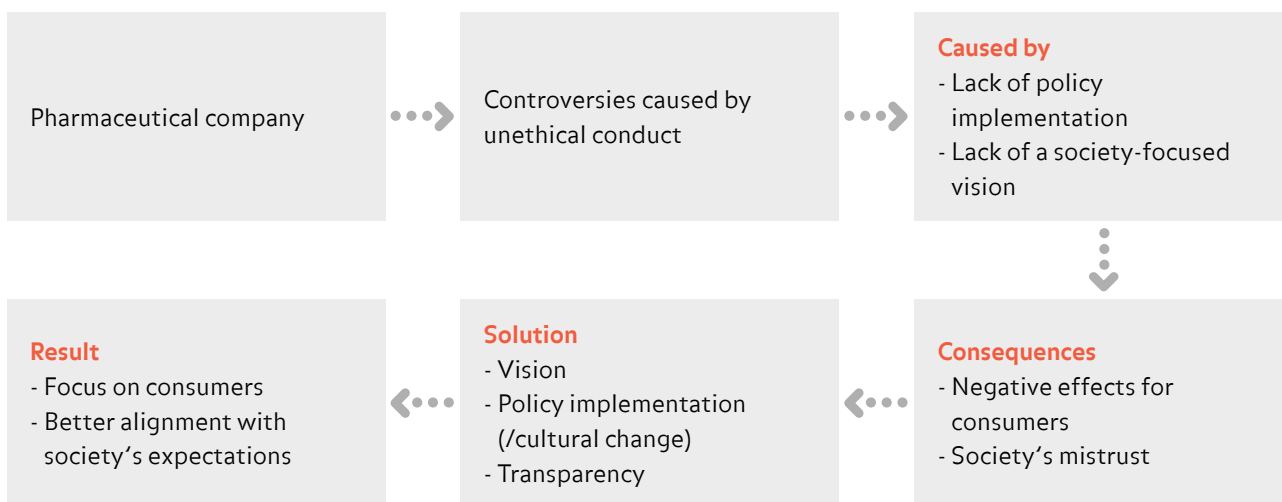 Pharmaceutical company
Controversies caused by
unethical conduct
Caused by
- Lack of policy
implementation
- Lack of a society-focused
vision
Consequences
- Negative effects for
consumers
- Society‘s mistrust
Solution
- Vision
- Policy implementation
(/cultural change)
- Transparency
Result
- Focus on consumers
- Better alignment with
society‘s expectations